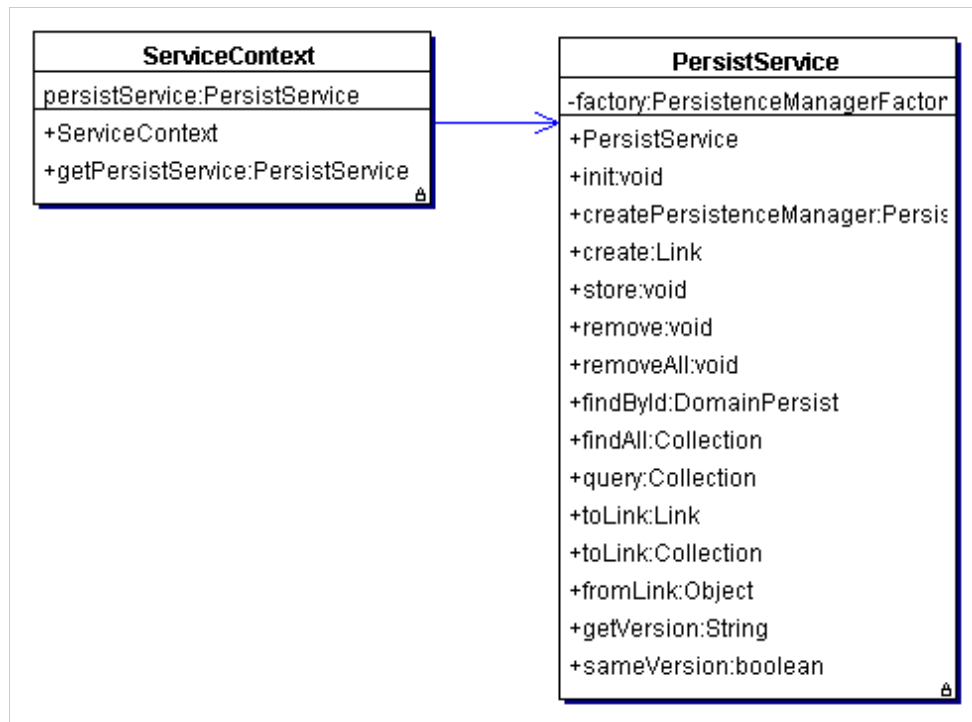 ServiceContext
persistService:PersistService
+ServiceContext
+getPersistService:PersistService
PersistService
-factory:PersistenceManagerFactor
+PersistService
+init:void
+createPersistenceManager:Persis
+create:Link
+store:void
+remove:void
+removeAll:void
+findById:DomainPersist
+findAll:Collection
+query:Collection
+toLink:Link
+toLink:Collection
+fromLink:Object
+getVersion:String
+sameVersion:boolean